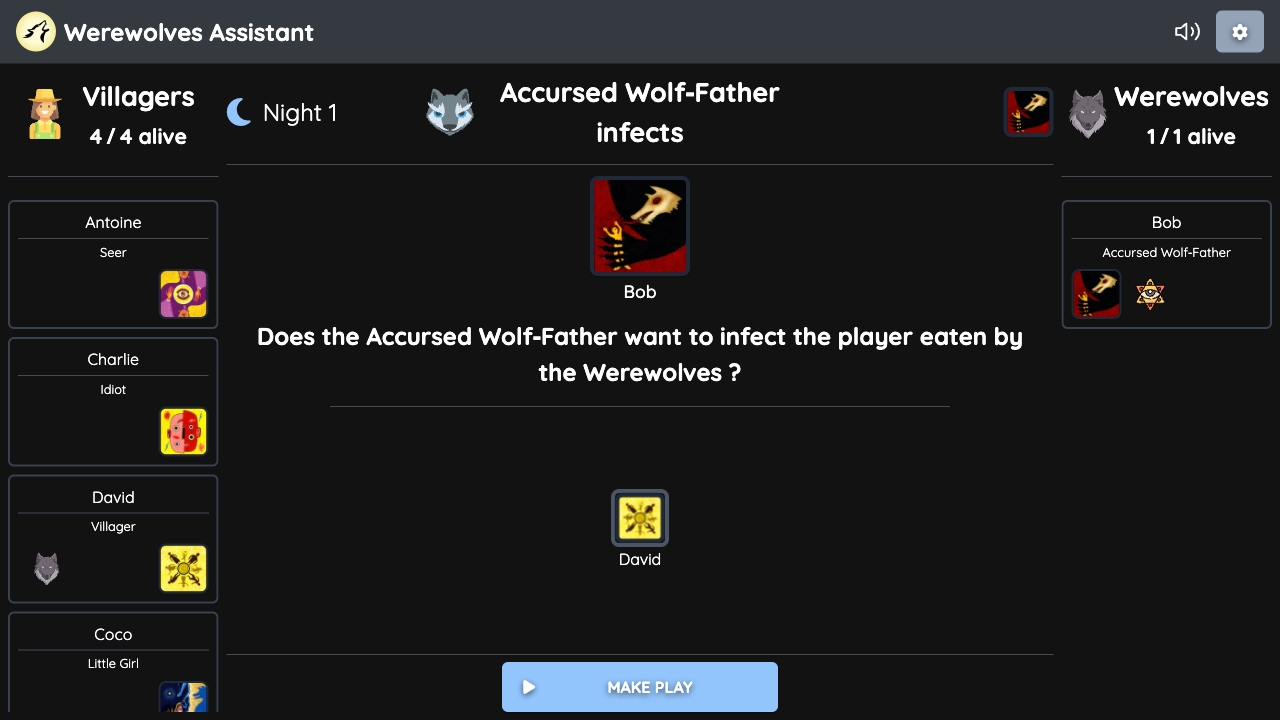 Werewolves Assistant
Villagers
4 / 4 alive
Night 1
Accursed Wolf-Father
infects
Werewolves
1 / 1 alive
Antoine
Seer
Charlie
Idiot
David
Villager
Coco
Little Girl
Bob
Does the Accursed Wolf-Father want to infect the player eaten by
the Werewolves ?
David
MAKE PLAY
Bob
Accursed Wolf-Father